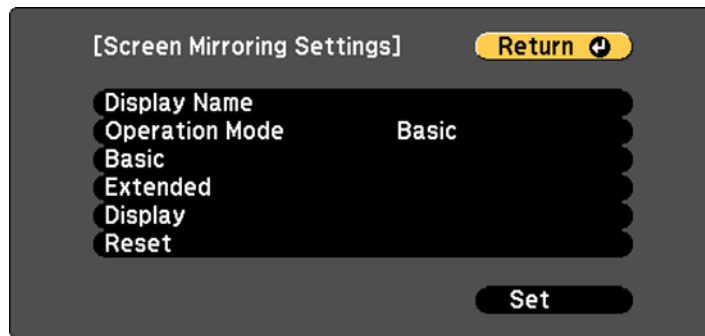 [Screen Mirroring Settings] Return
Display Name
Operation Mode Basic
Basic
Extended
Display
Reset
Set